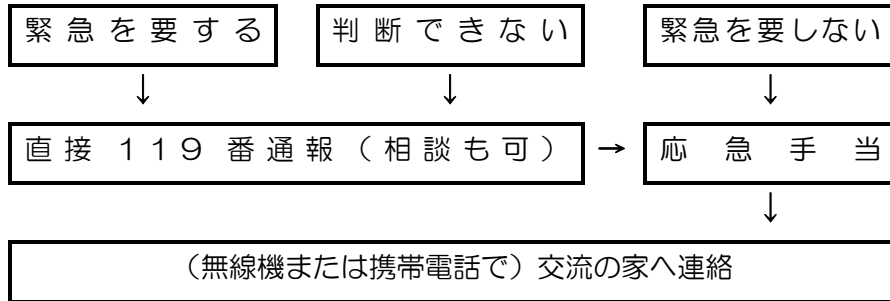 緊急を要する 判断できない 緊急を要しない
↓ ↓ ↓
直接119番通報(相談も可) → 応急手当
↓
(無線機または携帯電話で)交流の家へ連絡